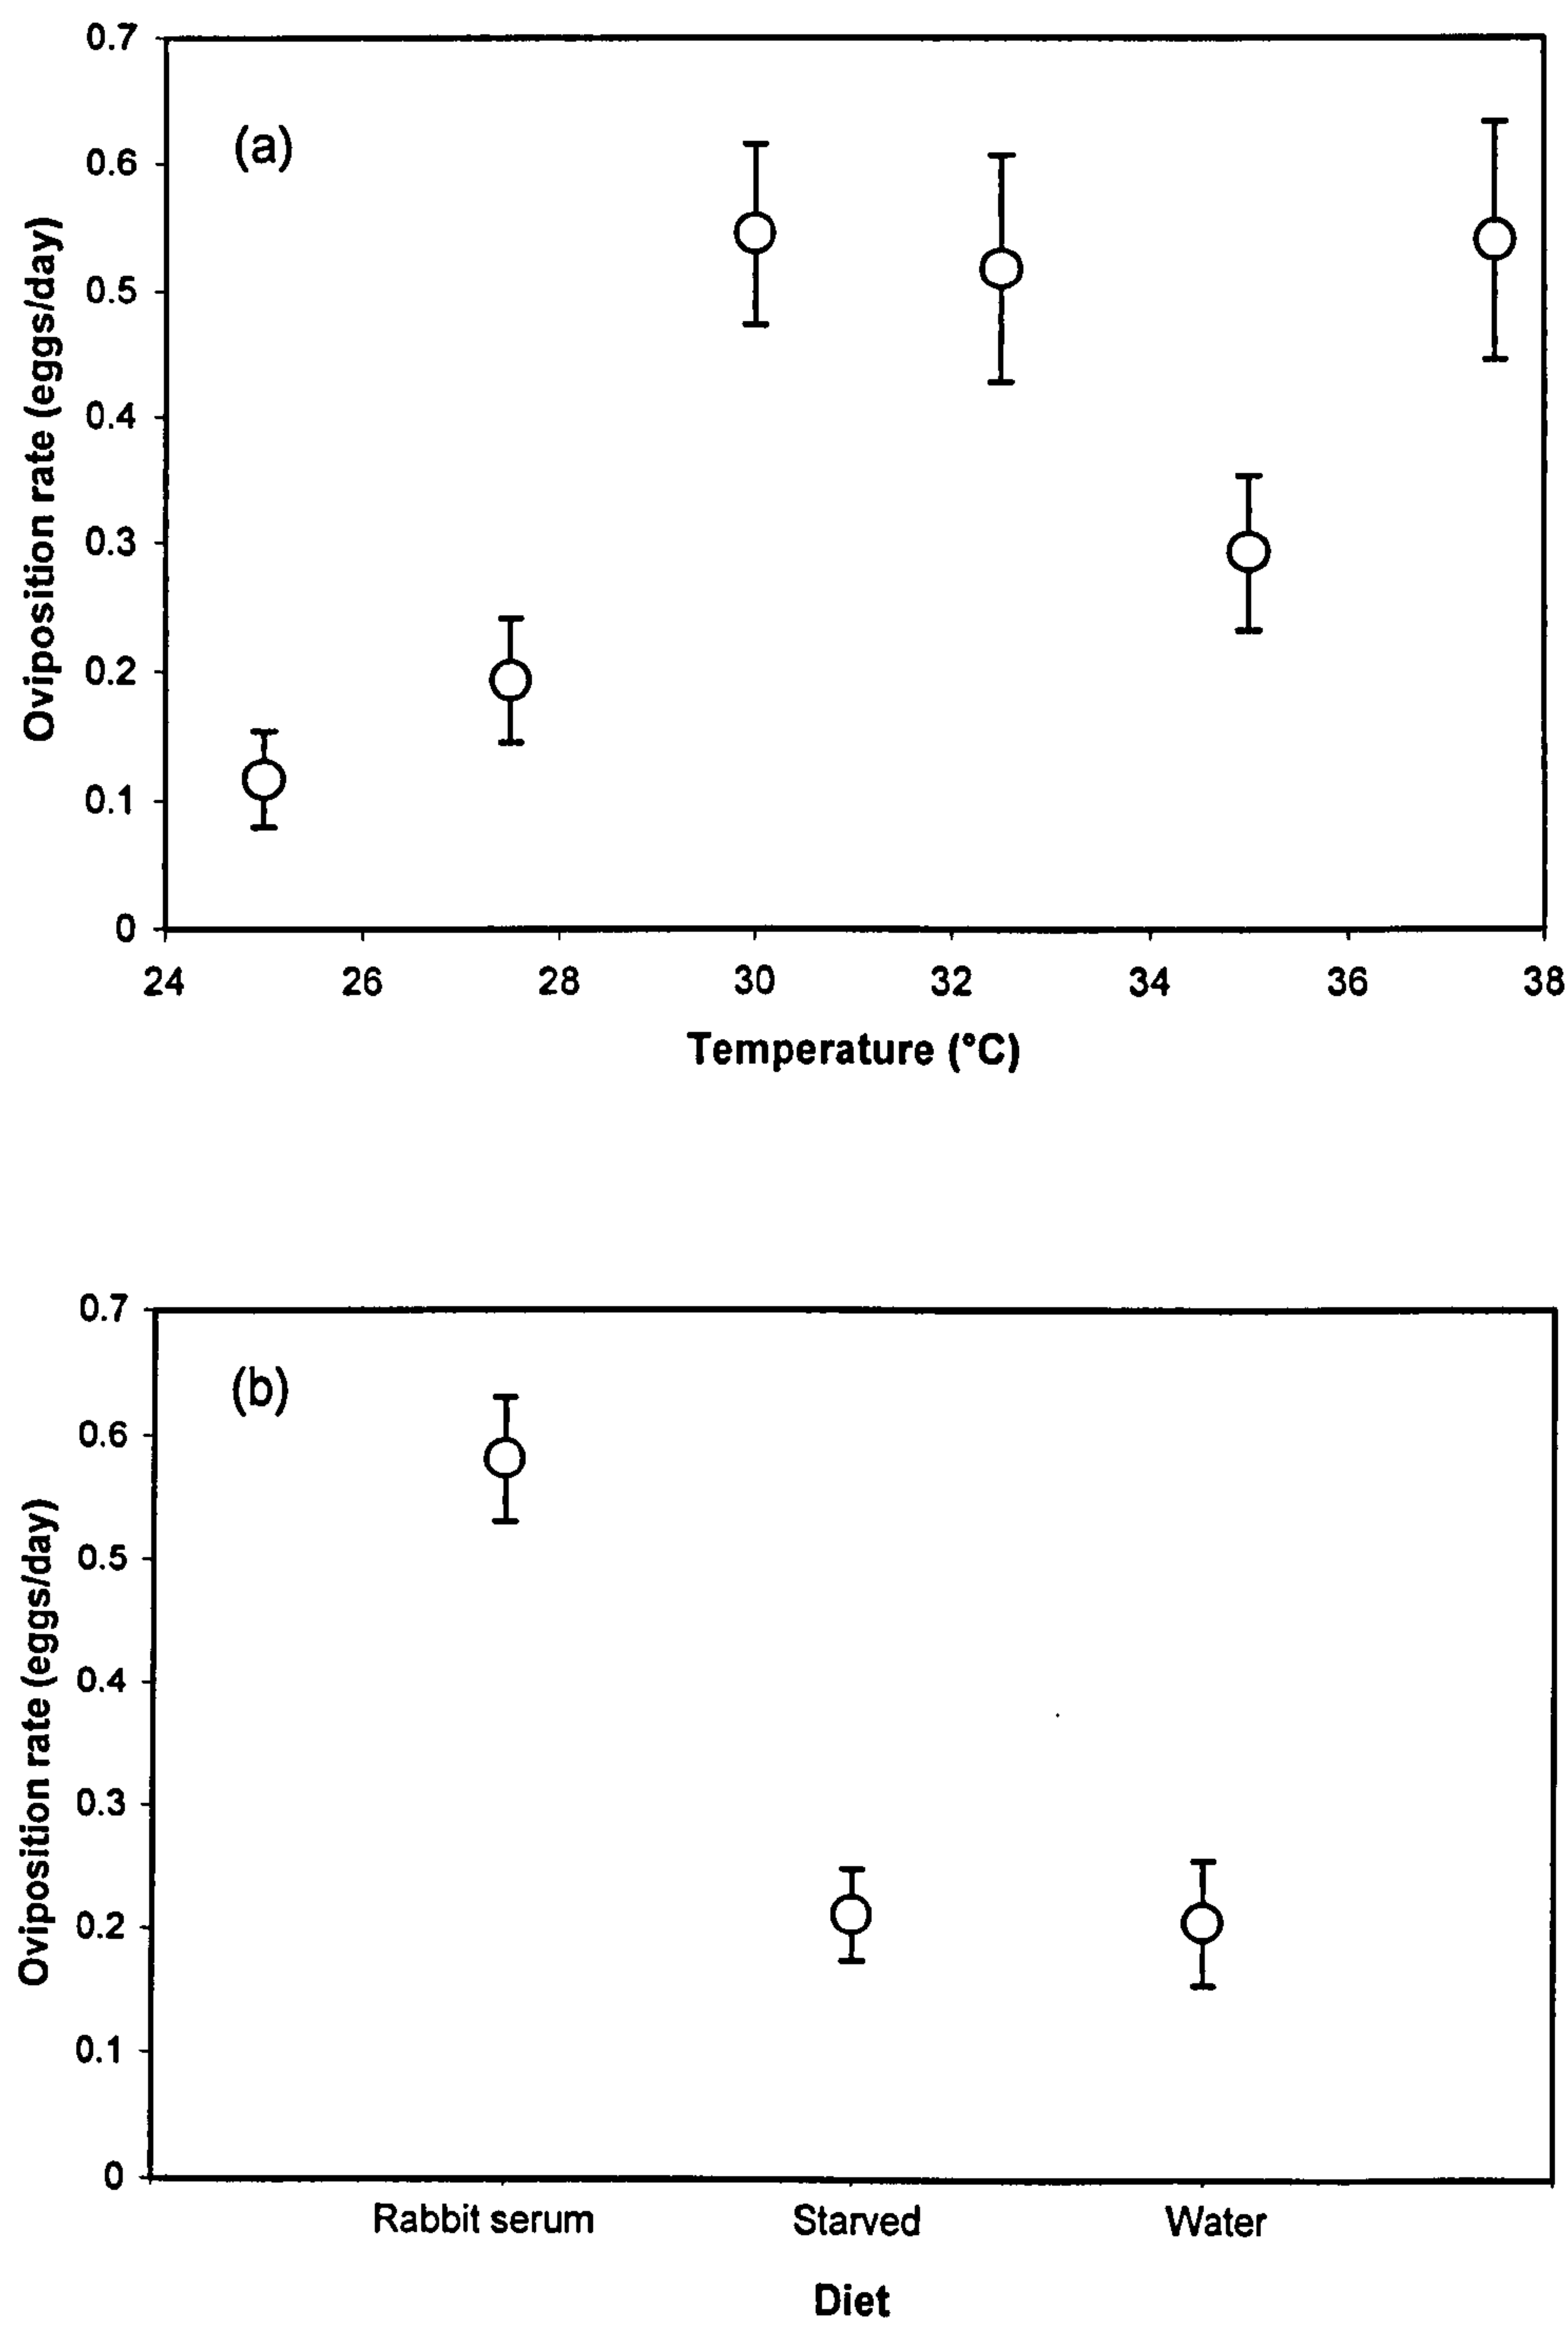 0.7
(a)
0.6
0.5
0.4
0.3
0.2
0.1
0
Oviposition rate (eggs/day)
24 26 28 30 32 34 36 38
Temperature (°C)
0.7
(b)
0.6
0.5
0.4
0.3
0.2
0.1
0
Oviposition rate (eggs/day)
Rabbit serum Starved Water
Diet